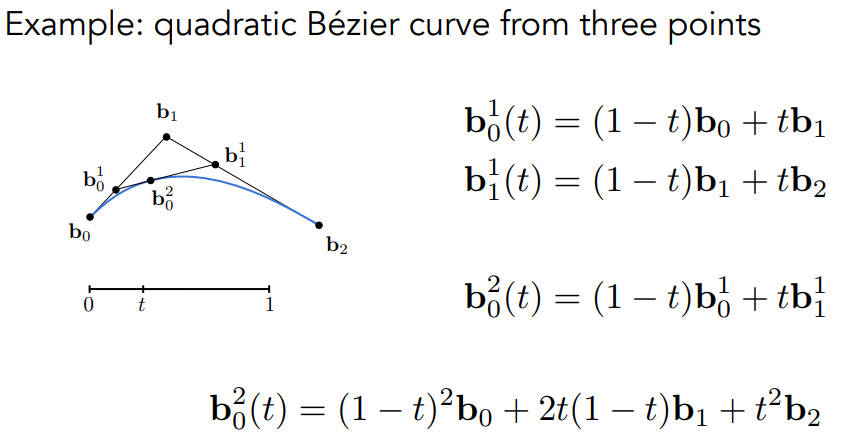 Example: quadratic Bézier curve from three points
b₁
b₀¹(t) = (1 − t)b₀ + tb₁
b₁¹
b₁¹(t) = (1 − t)b₁ + tb₂
b₀¹
b₀²
b₀
b₂
b₀²(t) = (1 − t)b₀¹ + tb₁¹
0 t 1
b₀²(t) = (1 − t)²b₀ + 2t(1 − t)b₁ + t²b₂